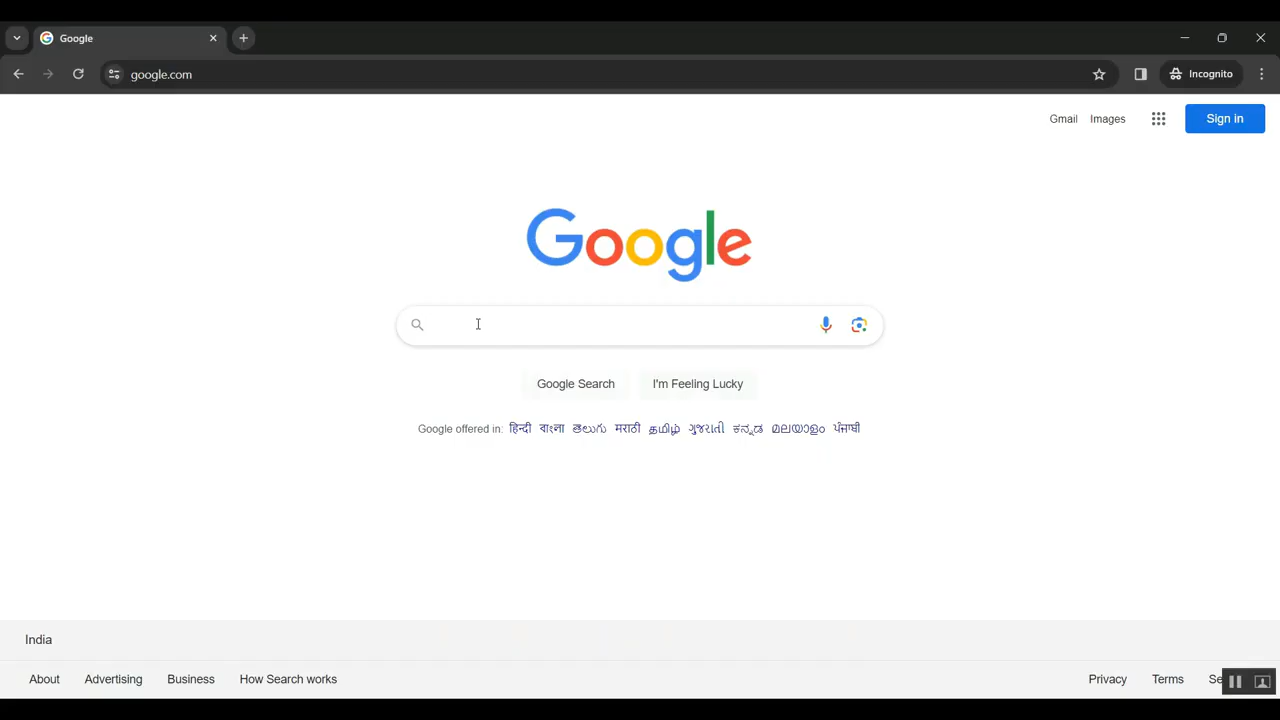 Google
google.com
Incognito
Gmail Images Sign in
Google
Google Search I'm Feeling Lucky
Google offered in: हिन्दी বাংলা తెలుగు मराठी தமிழ் ગુજરાતી ಕನ್ನಡ മലയാളം ਪੰਜਾਬੀ
India
About Advertising Business How Search works Privacy Terms Se